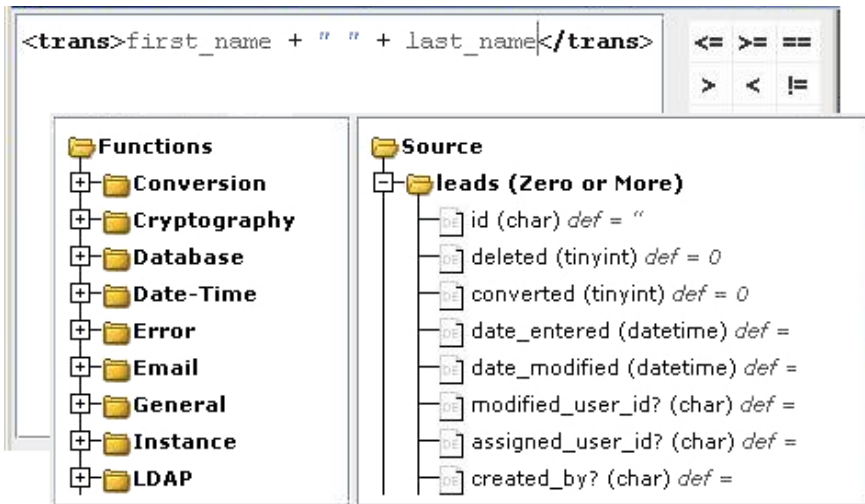 <trans>first_name + " " + last_name</trans>
<= >= ==
> < !=
Functions
Conversion
Cryptography
Database
Date-Time
Error
Email
General
Instance
LDAP
Source
leads (Zero or More)
id (char) def = “
deleted (tinyint) def = 0
converted (tinyint) def = 0
date_entered (datetime) def =
date_modified (datetime) def =
modified_user_id? (char) def =
assigned_user_id? (char) def =
created_by? (char) def =